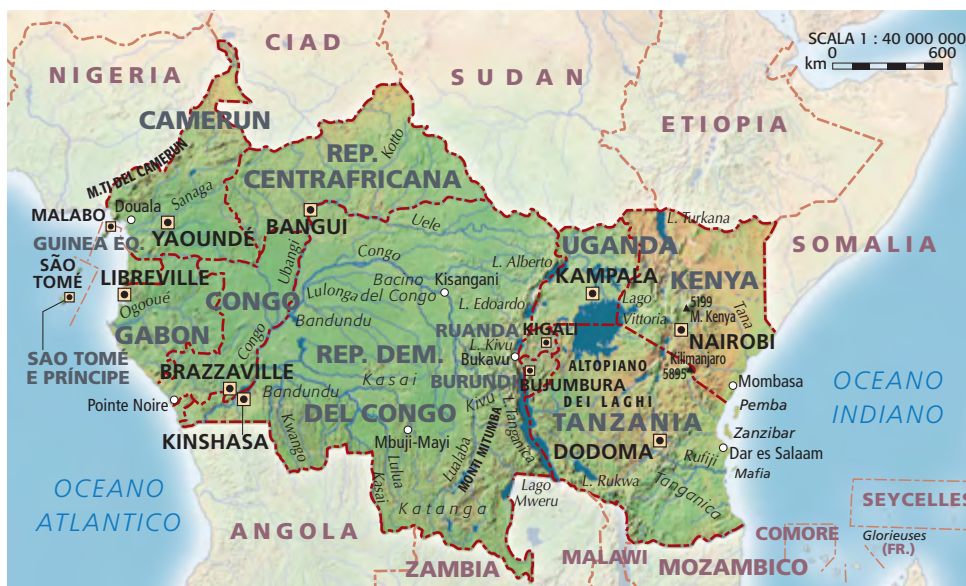 SCALA 1 : 40 000 000
0 600
km
CIAD
NIGERIA
SUDAN
ETIOPIA
CAMERUN
REP.
CENTRAFRICANA
Kotto
M.TI DEL CAMERUN
Sanaga
Douala
MALABO
GUINEA EQ.
YAOUNDÉ
BANGUI
Uele
L. Turkana
SOMALIA
UGANDA
KENYA
SÃO
TOMÉ
LIBREVILLE
Ogooué
Ubangi
Congo
L. Alberto
KAMPALA
Bacino
del Congo
Kisangani
Lulonga
CONGO
Bandundu
L. Edoardo
Lago
Vittoria
5199
M. Kenya
Tana
GABON
Congo
RUANDA
KIGALI
NAIROBI
L. Kivu
Bukavu
SAO TOMÉ
E PRÍNCIPE
BRAZZAVILLE
REP. DEM.
DEL CONGO
Kasai
BURUNDI
BUJUMBURA
ALTOPIANO
DEI LAGHI
Kilimanjaro
5895
Mombasa
OCEANO
INDIANO
Pointe Noire
Bandundu
Kivu
L. Tanganica
Pemba
KINSHASA
Kwango
Mbuji-Mayi
MONTI MITUMBA
TANZANIA
DODOMA
Zanzibar
Dar es Salaam
Rufiji
Mafia
Lualaba
Lulua
Kasai
Katanga
L. Rukwa
Tanganica
Lago
Mweru
OCEANO
ATLANTICO
ANGOLA
ZAMBIA
MALAWI
MOZAMBICO
COMORE
SEYCELLES
Glorieuses
(FR.)